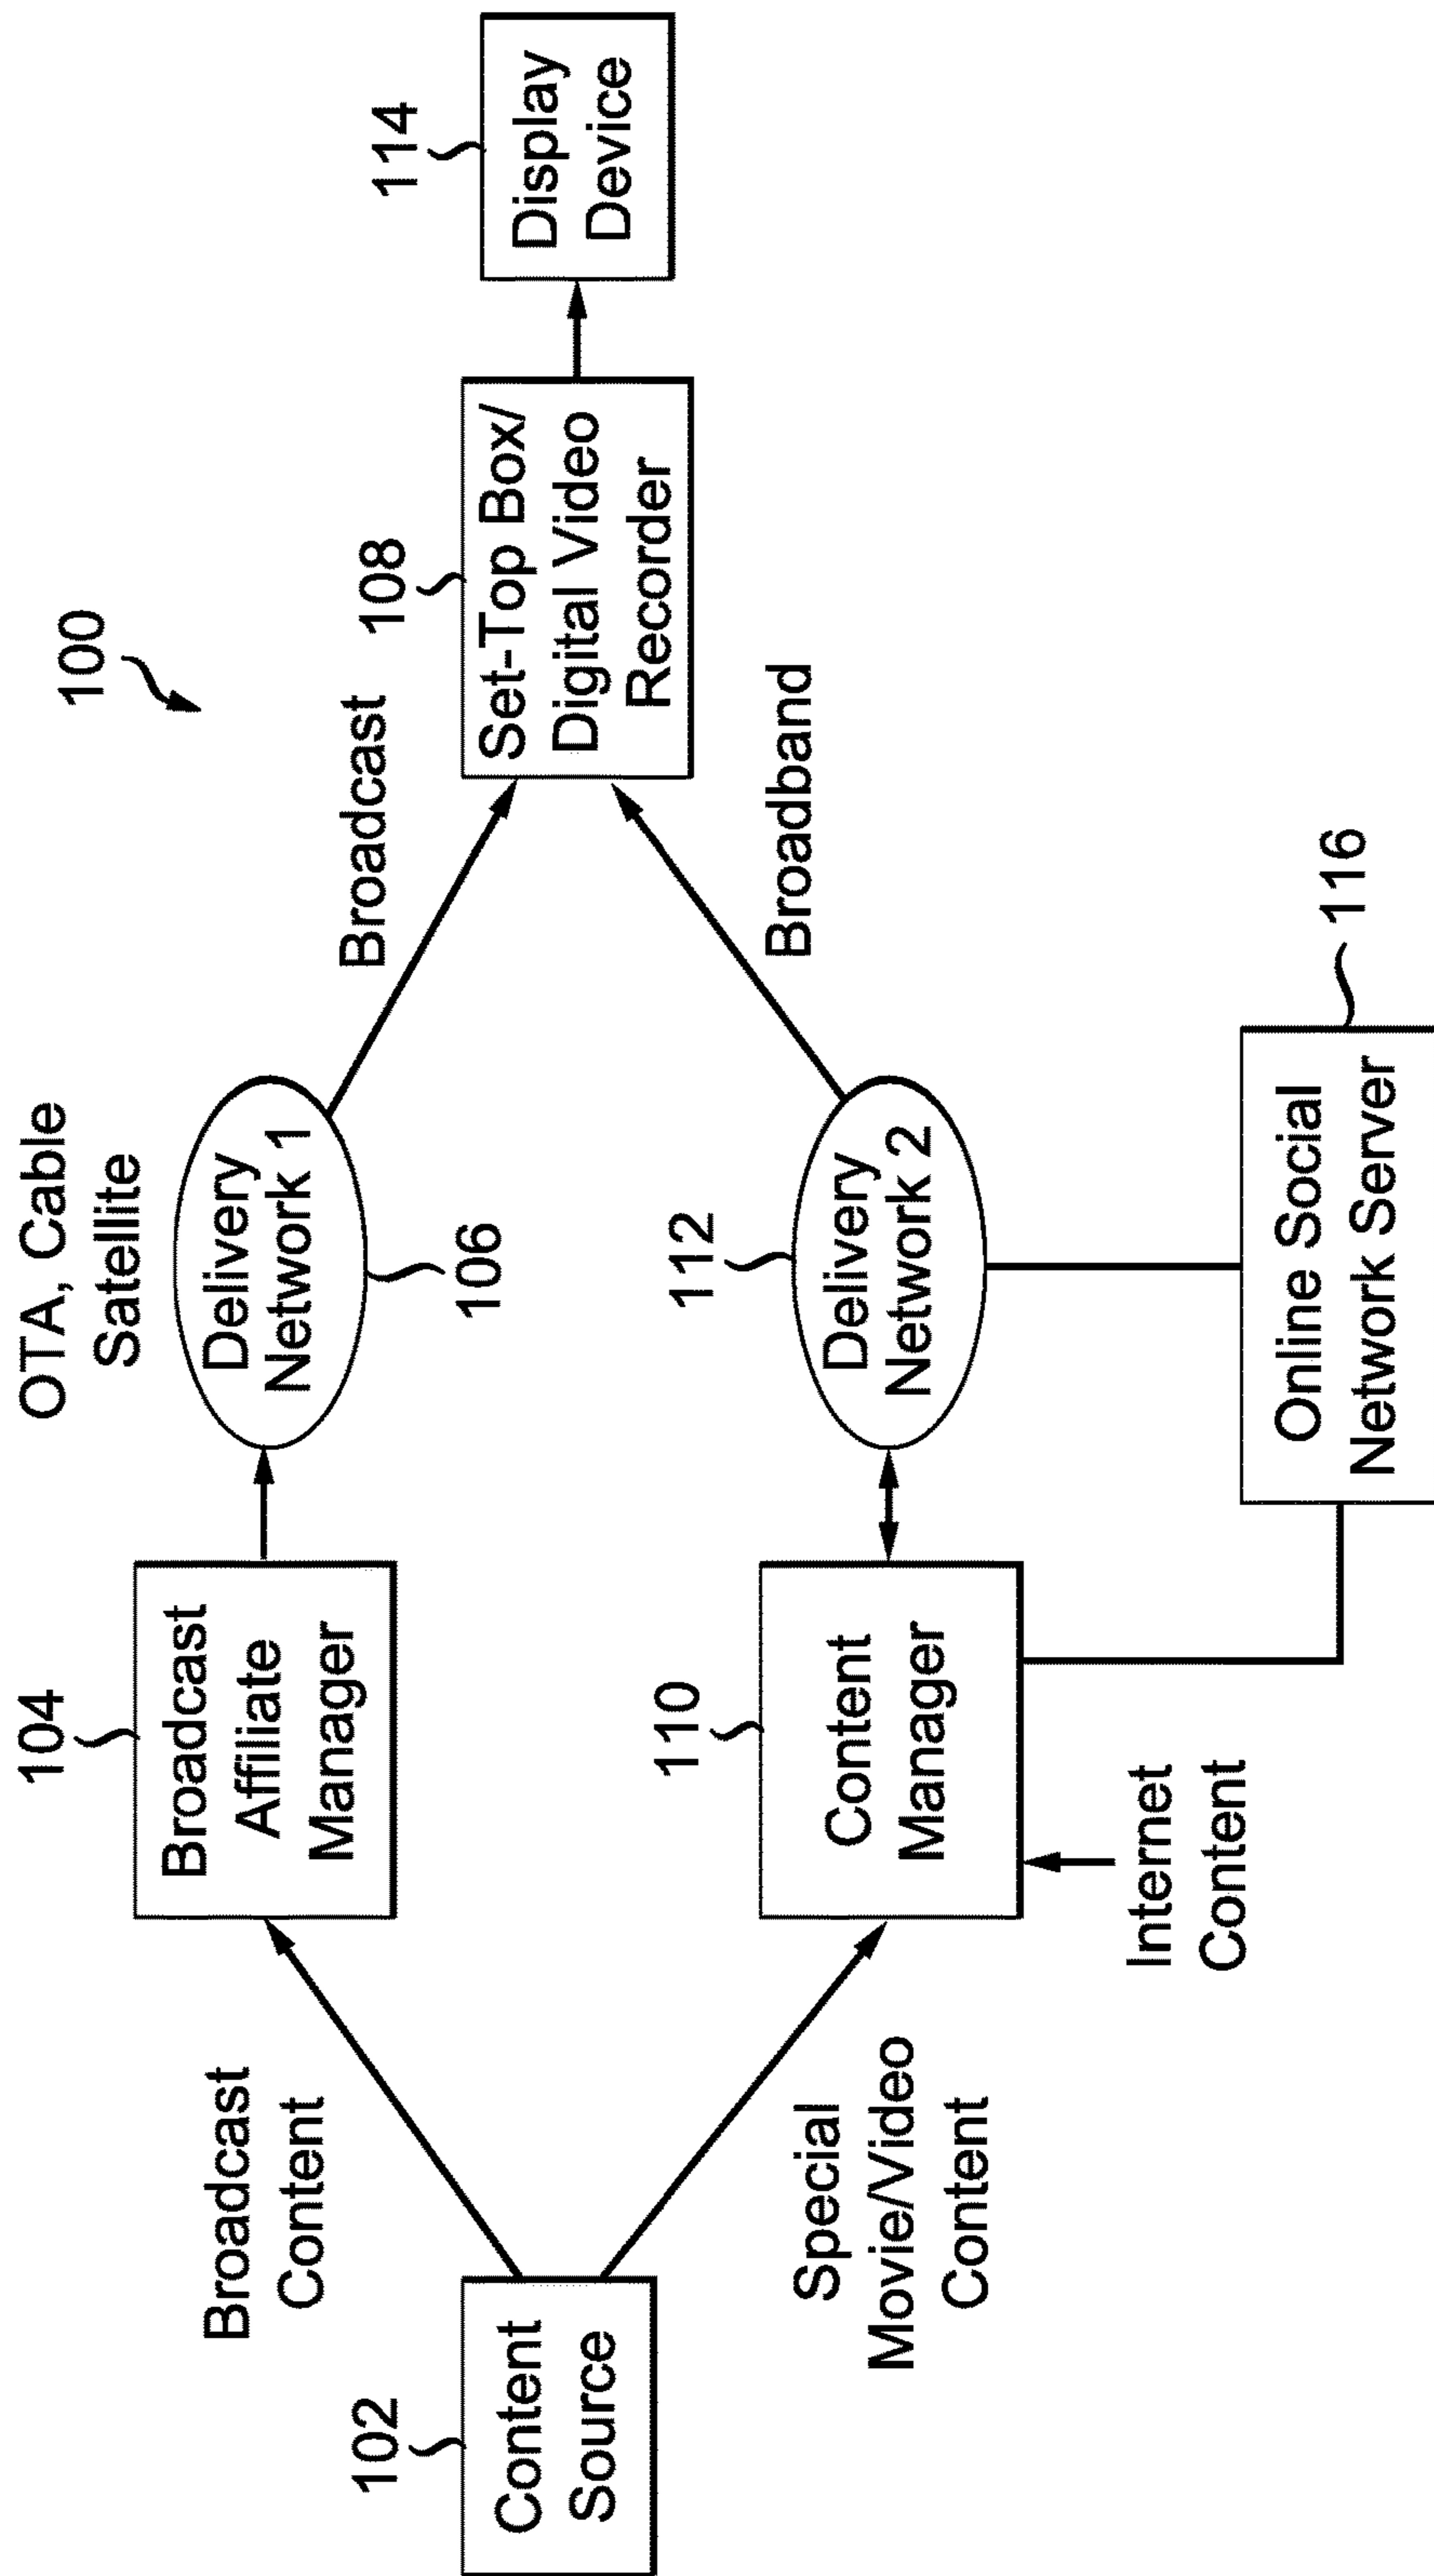 100
OTA, Cable
Satellite
104
Broadcast
Affiliate
Manager
Delivery
Network 1
106
Broadcast
Content
Broadcast
102
Content
Source
108
Set-Top Box/
Digital Video
Recorder
114
Display
Device
Special
Movie/Video
Content
110
Content
Manager
112
Delivery
Network 2
Broadband
Internet
Content
Online Social
Network Server
116